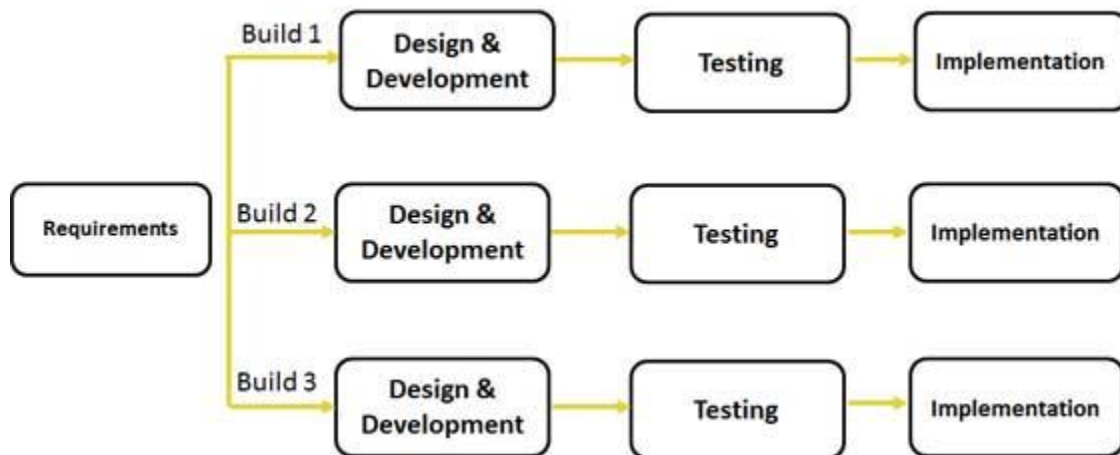 Requirements
Build 1
Design &
Development
Testing
Implementation
Build 2
Design &
Development
Testing
Implementation
Build 3
Design &
Development
Testing
Implementation